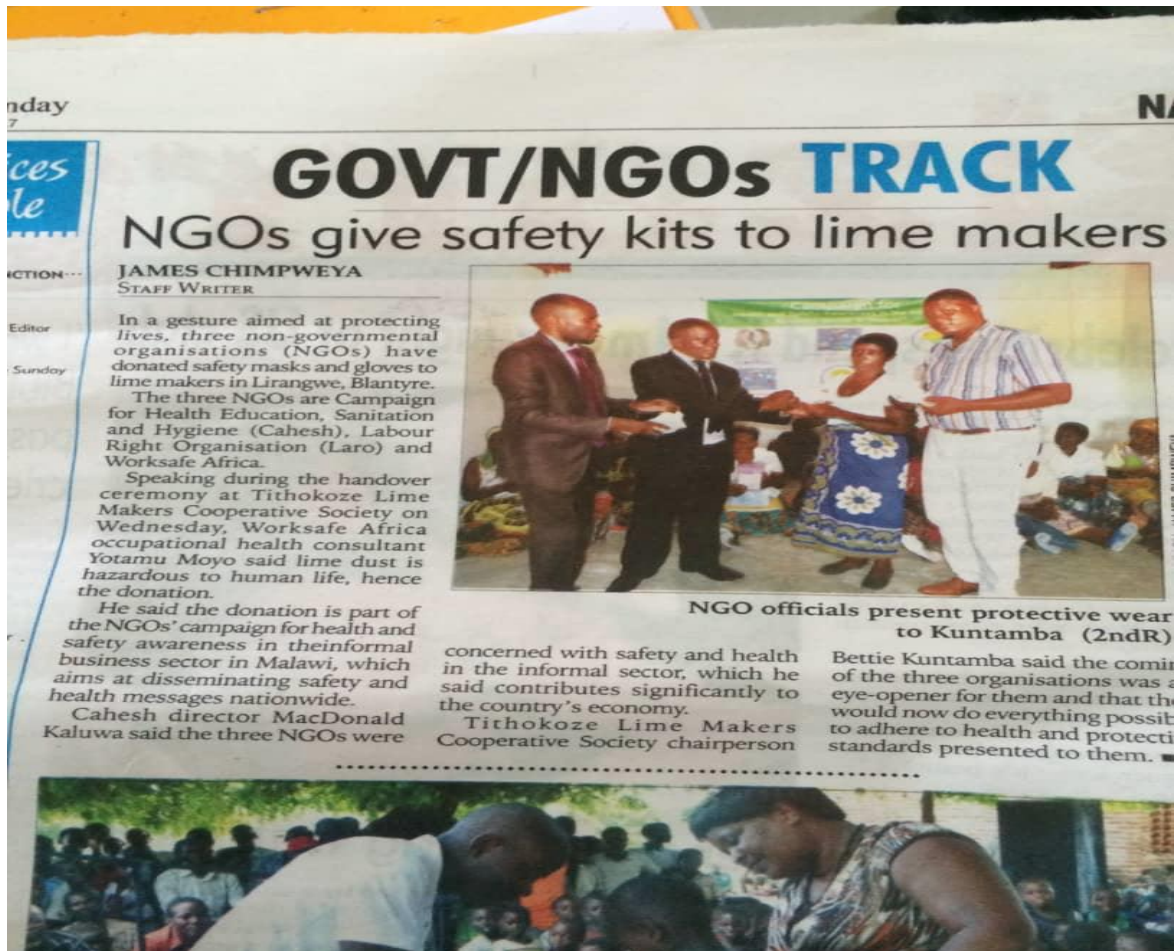 GOVT/NGOs TRACK
NGOs give safety kits to lime makers
JAMES CHIMPWEYA
STAFF WRITER
In a gesture aimed at protecting
lives, three non-governmental
organisations (NGOs) have
donated safety masks and gloves to
lime makers in Lirangwe, Blantyre.
The three NGOs are Campaign
for Health Education, Sanitation
and Hygiene (Cahesh), Labour
Right Organisation (Laro) and
Worksafe Africa.
Speaking during the handover
ceremony at Tithokoze Lime
Makers Cooperative Society on
Wednesday, Worksafe Africa
occupational health consultant
Yotamu Moyo said lime dust is
hazardous to human life, hence
the donation.
He said the donation is part of
the NGOs' campaign for health and
safety awareness in theinformal
business sector in Malawi, which
aims at disseminating safety and
health messages nationwide.
Cahesh director MacDonald
Kaluwa said the three NGOs were
NGO officials present protective wear
to Kuntamba (2ndR)
concerned with safety and health
in the informal sector, which he
said contributes significantly to
the country's economy.
Tithokoze Lime Makers
Cooperative Society chairperson
Bettie Kuntamba said the
of the three organisations was
eye-opener for them and that
would now do everything
to adhere to health and
standards presented to them.
Editor
Sunday